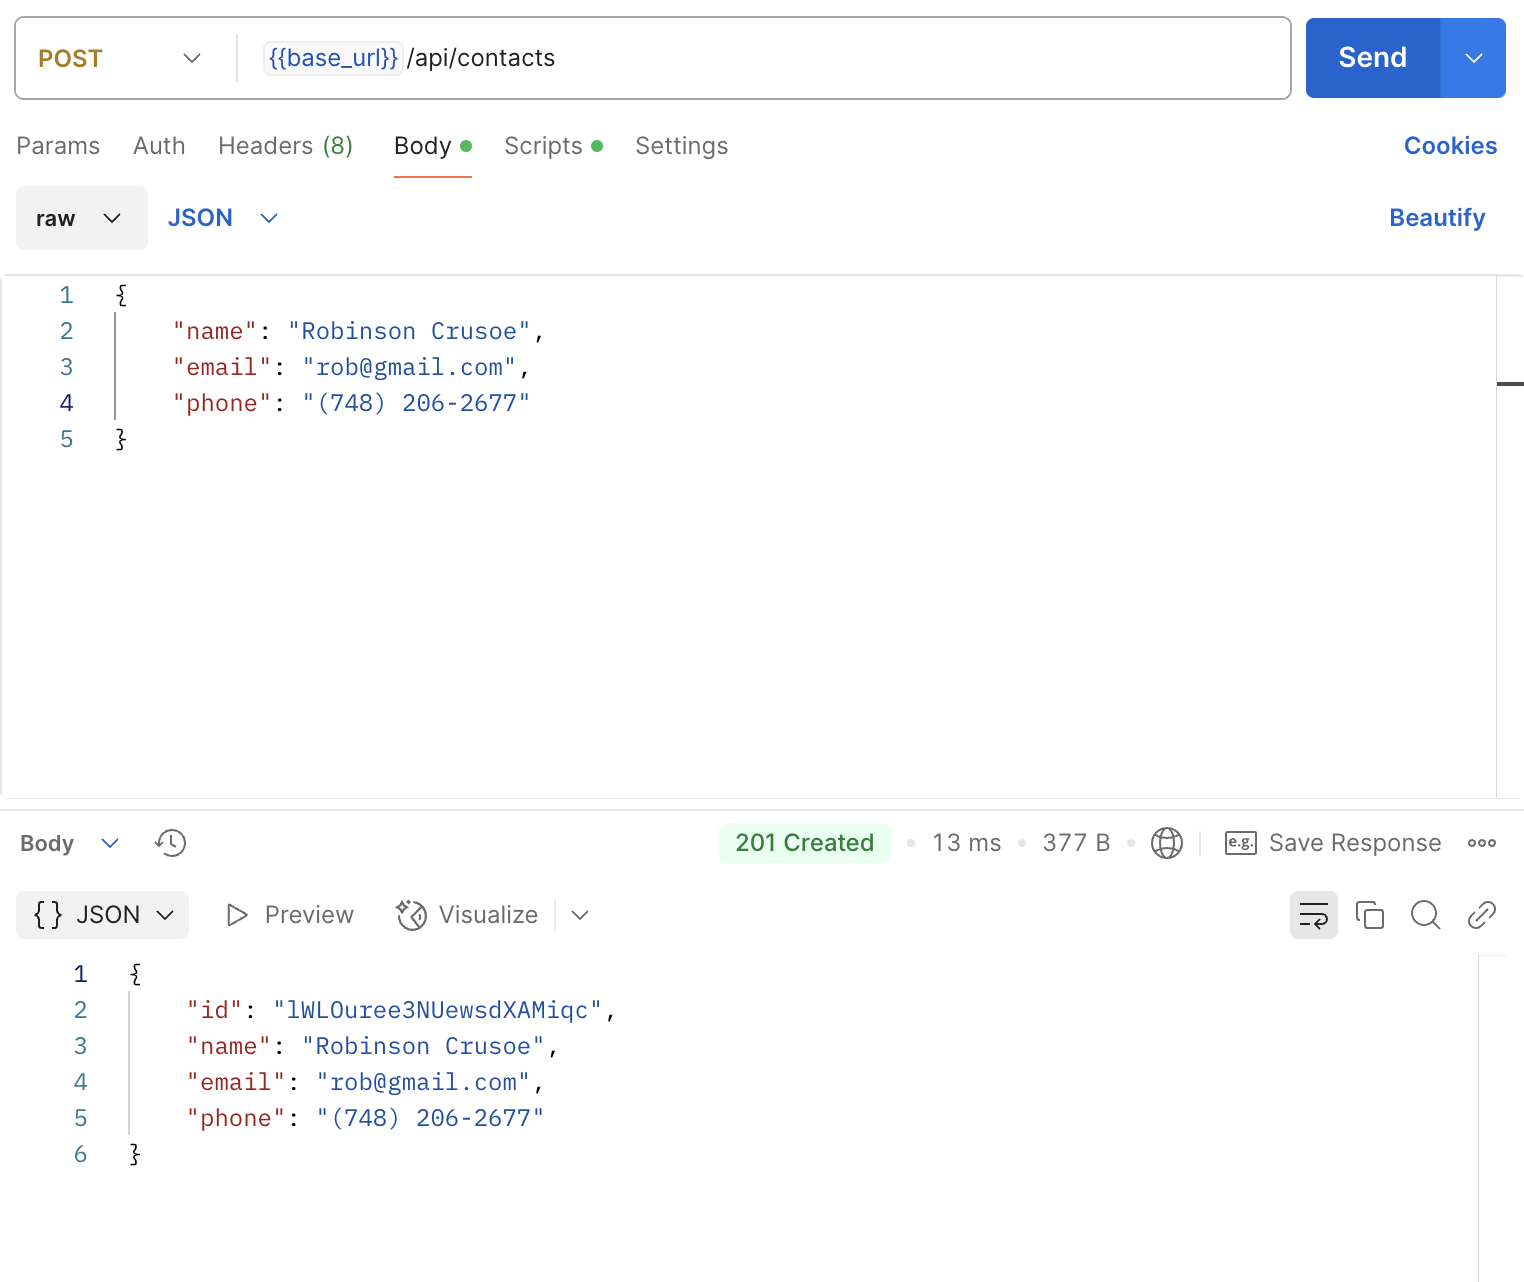 POST {{base_url}}/api/contacts Send
Params Auth Headers (8) Body Scripts Settings Cookies
raw JSON Beautify
1 {
2 "name": "Robinson Crusoe",
3 "email": "rob@gmail.com",
4 "phone": "(748) 206-2677"
5 }
Body 201 Created 13 ms 377 B e.g. Save Response
{} JSON Preview Visualize
1 {
2 "id": "lWLOuree3NUewsdXAMiqc",
3 "name": "Robinson Crusoe",
4 "email": "rob@gmail.com",
5 "phone": "(748) 206-2677"
6 }